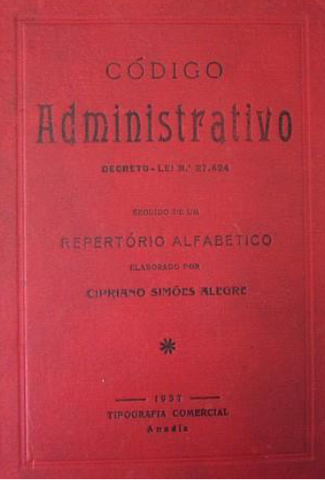 CÓDIGO
Administrativo
DECRETO-LEI N.º 27.424
SEGUIDO DE UM
REPERTÓRIO ALFABETICO
ELABORADO POR
CIPRIANO SIMÕES ALEGRE
1937
TIPOGRAFIA COMERCIAL
Anadia